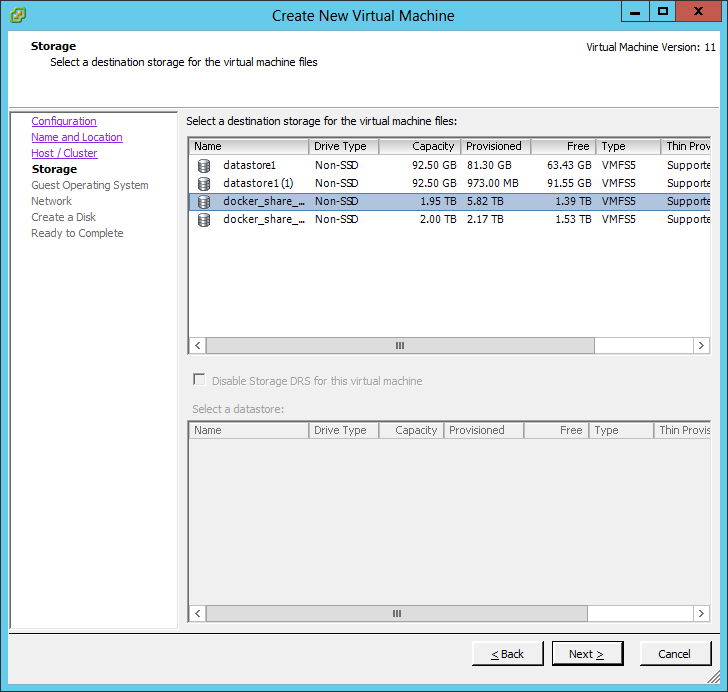 Create New Virtual Machine
X
Storage
Select a destination storage for the virtual machine files
Virtual Machine Version: 11
Configuration
Name and Location
Host / Cluster
Storage
Guest Operating System
Network
Create a Disk
Ready to Complete
Select a destination storage for the virtual machine files:
Name Drive Type Capacity Provisioned Free Type Thin Prov
datastore1 Non-SSD 92.50 GB 81.30 GB 63.43 GB VMFS5 Supporte
datastore1 (1) Non-SSD 92.50 GB 973.00 MB 91.55 GB VMFS5 Supporte
docker_share_... Non-SSD 1.95 TB 5.82 TB 1.39 TB VMFS5 Supporte
docker_share_... Non-SSD 2.00 TB 2.17 TB 1.53 TB VMFS5 Supporte
Disable Storage DRS for this virtual machine
Select a datastore:
Name Drive Type Capacity Provisioned Free Type Thin Provis
< Back
Next >
Cancel